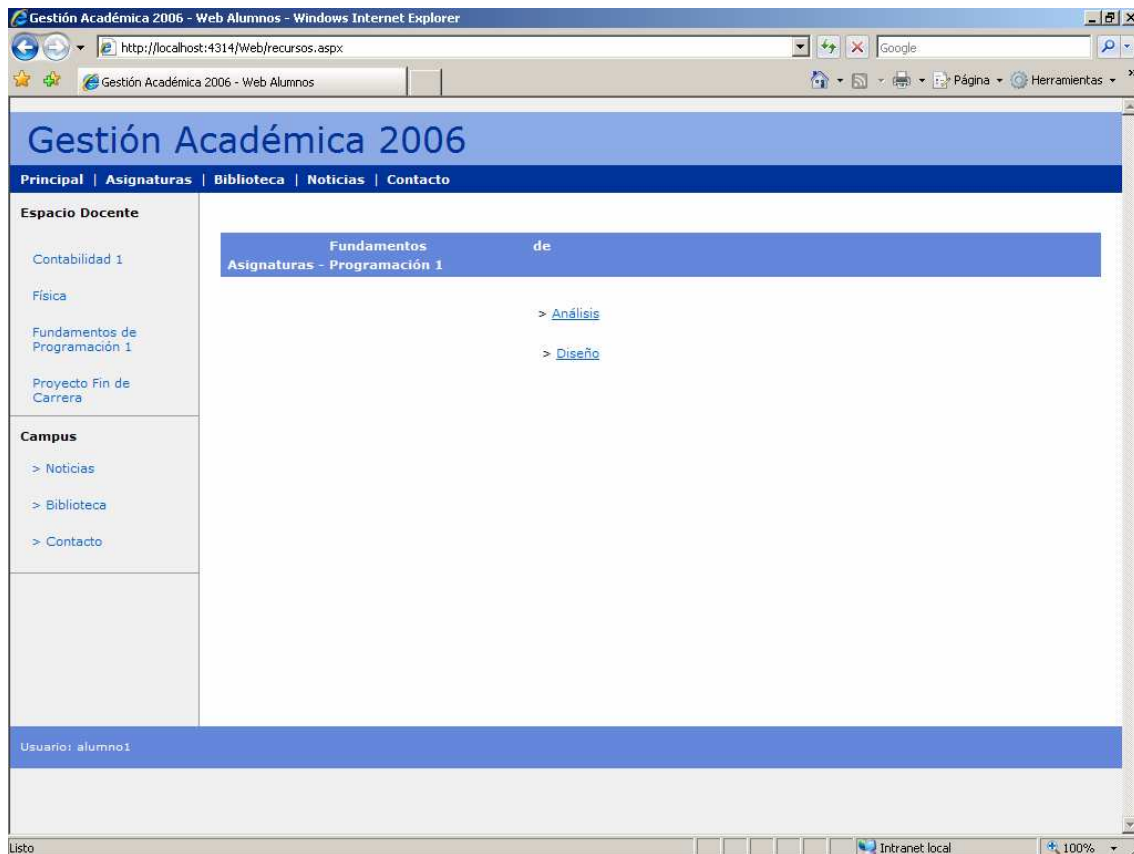 Gestión Académica 2006 - Web Alumnos - Windows Internet Explorer
http://localhost:4314/Web/recursos.aspx
Google
Gestión Académica 2006 - Web Alumnos
Página
Herramientas
Gestión Académica 2006
Principal | Asignaturas | Biblioteca | Noticias | Contacto
Espacio Docente
Contabilidad 1
Física
Fundamentos de
Programación 1
Proyecto Fin de
Carrera
Campus
> Noticias
> Biblioteca
> Contacto
Fundamentos de
Asignaturas - Programación 1
> Análisis
> Diseño
Usuario: alumno1
Listo
Intranet local
100%